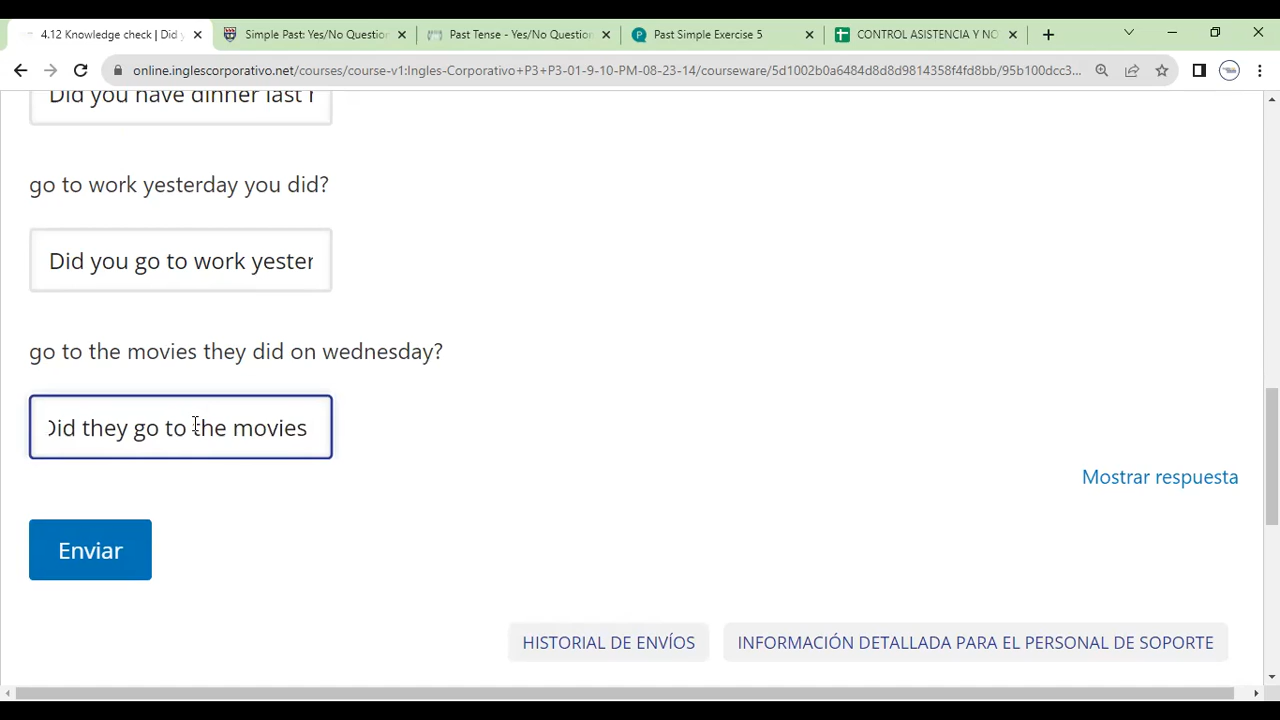 4.12 Knowledge check | Did y
Simple Past: Yes/No Question
Past Tense - Yes/No Question
Past Simple Exercise 5
CONTROL ASISTENCIA Y NO
online.inglescorporativo.net/courses/course-v1:Ingles-Corporativo+P3+P3-01-9-10-PM-08-23-14/courseware/5d1002b0a6484d8d8d9814358f4fd8bb/95b100dcc3...
Did you have dinner last
go to work yesterday you did?
Did you go to work yester
go to the movies they did on wednesday?
Did they go to the movies
Mostrar respuesta
Enviar
HISTORIAL DE ENVÍOS
INFORMACIÓN DETALLADA PARA EL PERSONAL DE SOPORTE